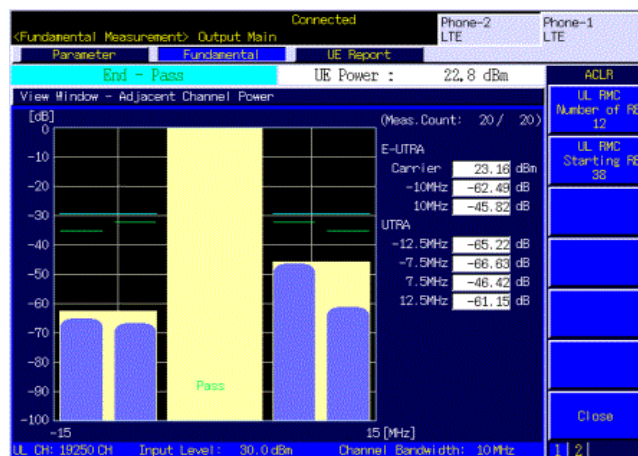 Connected
Phone-2
LTE
Phone-1
LTE
<Fundamental Measurement> Output Main
Parameter
Fundamental
UE Report
End - Pass
UE Power :
22.8 dBm
ACLR
View Window - Adjacent Channel Power
[dB]
(Meas.Count: 20/ 20)
0
-10
-20
-30
-40
-50
-60
-70
-80
-90
-100
-15
15 [MHz]
Pass
E-UTRA
Carrier 23.16 dBm
-10MHz -62.49 dB
10MHz -45.82 dB
UTRA
-12.5MHz -65.22 dB
-7.5MHz -66.63 dB
7.5MHz -46.42 dB
12.5MHz -61.15 dB
UL RMC
Number of RB
12
UL RMC
Starting RB
38
Close
UL CH: 19250 CH Input Level: 30.0 dBm Channel Bandwidth: 10 MHz
1 2